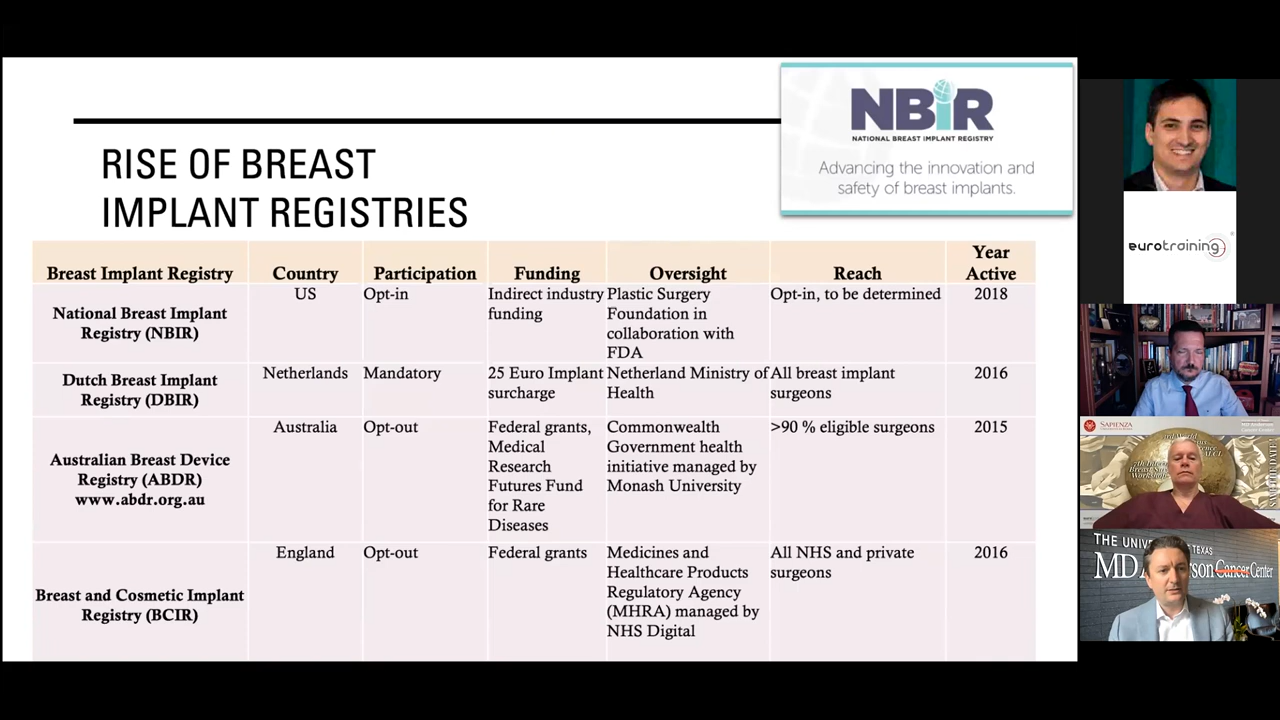 NBIR
NATIONAL BREAST IMPLANT REGISTRY
Advancing the innovation and
safety of breast implants.
RISE OF BREAST
IMPLANT REGISTRIES
Breast Implant Registry
Country
Participation
Funding
Oversight
Reach
Year
Active
National Breast Implant
Registry (NBIR)
US
Opt-in
Indirect industry
funding
Plastic Surgery
Foundation in
collaboration with
FDA
Opt-in, to be determined
2018
Dutch Breast Implant
Registry (DBIR)
Netherlands
Mandatory
25 Euro Implant
surcharge
Netherland Ministry of
Health
All breast implant
surgeons
2016
Australian Breast Device
Registry (ABDR)
www.abdr.org.au
Australia
Opt-out
Federal grants,
Medical
Research
Futures Fund
for Rare
Diseases
Commonwealth
Government health
initiative managed by
Monash University
>90 % eligible surgeons
2015
Breast and Cosmetic Implant
Registry (BCIR)
England
Opt-out
Federal grants
Medicines and
Healthcare Products
Regulatory Agency
(MHRA) managed by
NHS Digital
All NHS and private
surgeons
2016
eurotraining
SAPIENZA
THE UNIVERSITY OF TEXAS
MD Cancer Center